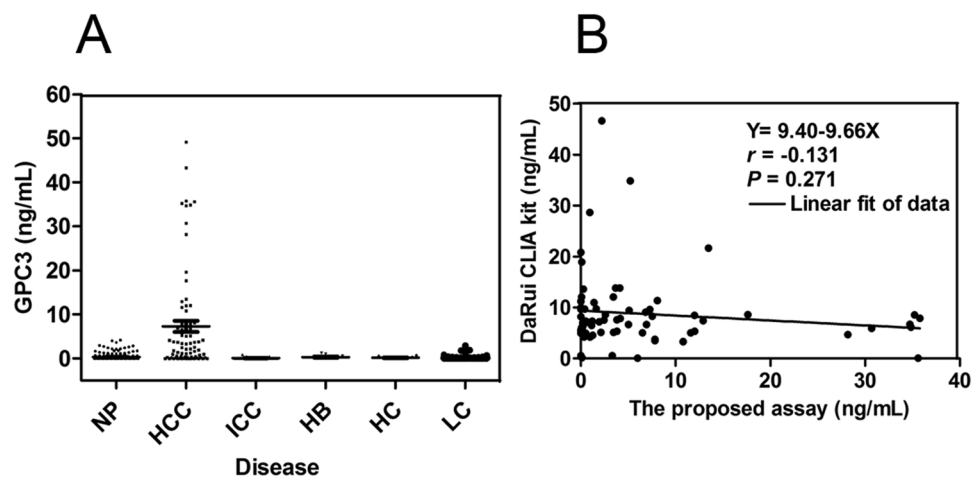 A
GPC3 (ng/mL)
60
50
40
30
20
10
0
NP
HCC
ICC
HB
HC
LC
Disease
B
DaRui CLIA kit (ng/mL)
50
40
30
20
10
0
Y= 9.40-9.66X
r = -0.131
P = 0.271
Linear fit of data
0 10 20 30 40
The proposed assay (ng/mL)